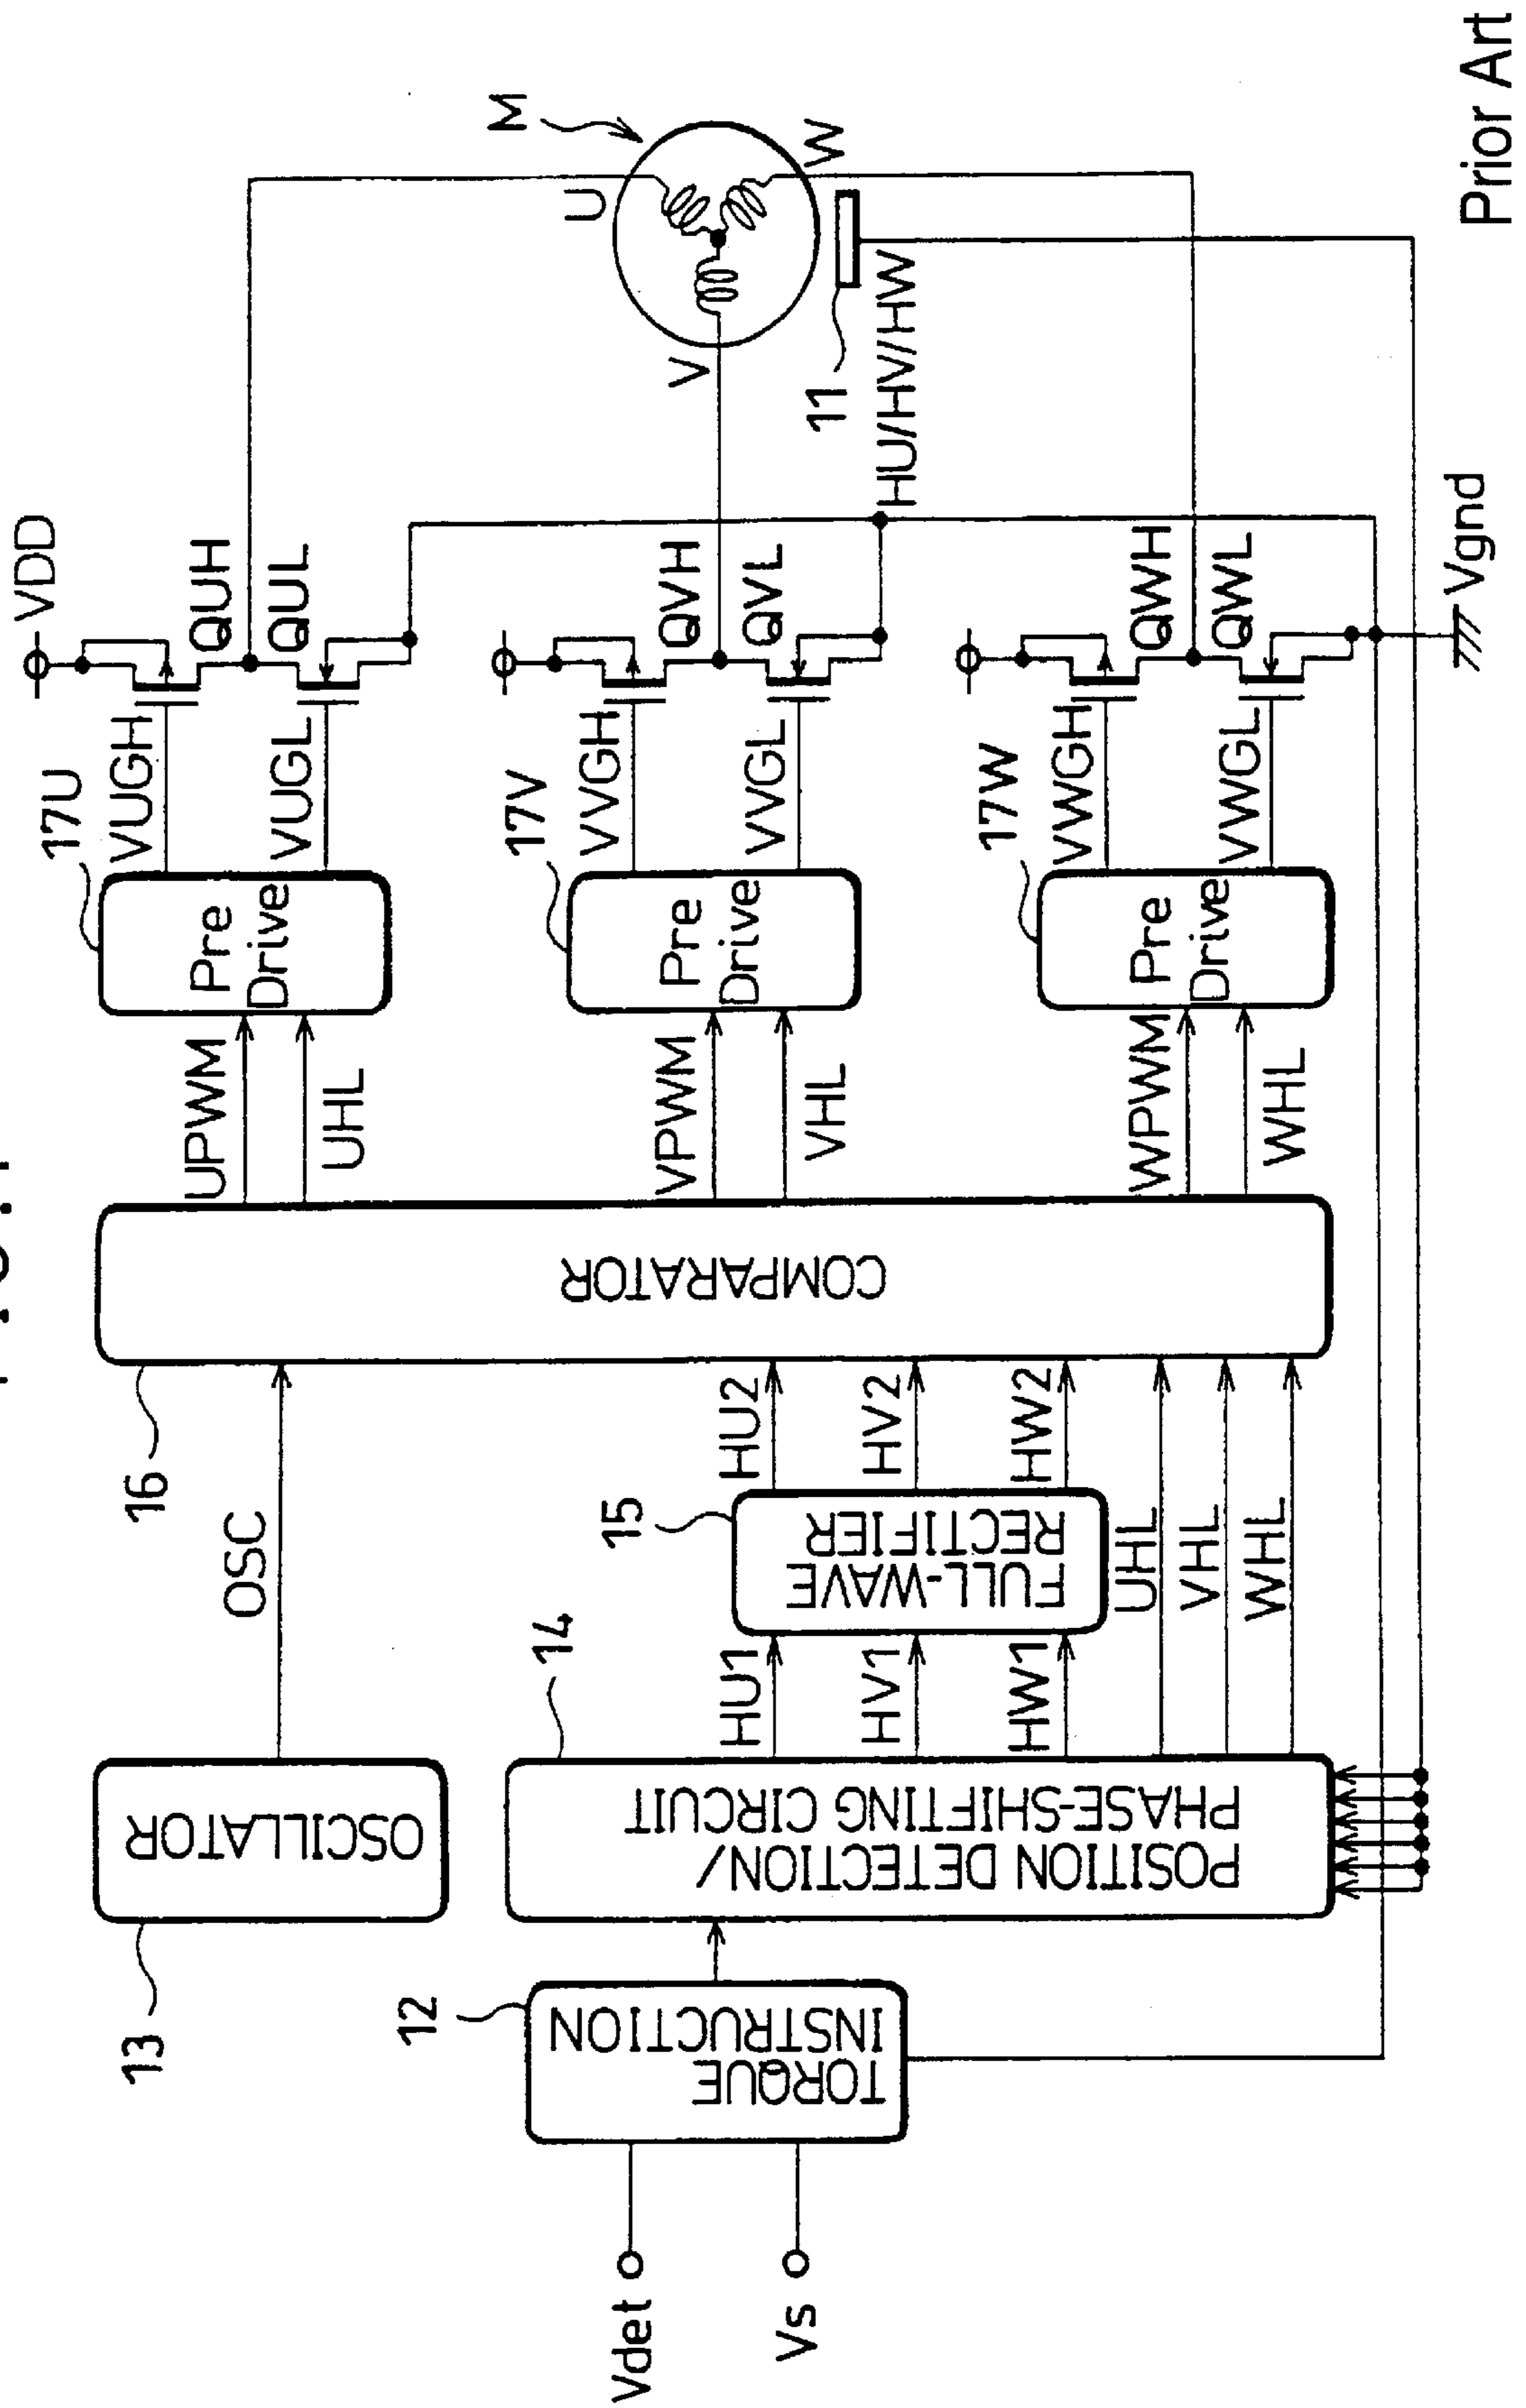 VDD
17U
VUGH
QUH
UPWM
Pre
Drive
UHL
VUGL
QUL
M
U
V
W
16
OSC
13
OSCILLATOR
COMPARATOR
17V
VVGH
QVH
VPWM
Pre
Drive
VHL
VVGL
QVL
11
HU/HV/HW
12
TORQUE
INSTRUCTION
Vdet
Vs
14
POSITION DETECTION/
PHASE-SHIFTING CIRCUIT
15
FULL-WAVE
RECTIFIER
HU1
HV1
HW1
HU2
HV2
HW2
UHL
VHL
WHL
17W
VWGH
QWH
WPWM
Pre
Drive
WHL
VWGL
QWL
Vgnd
Prior Art